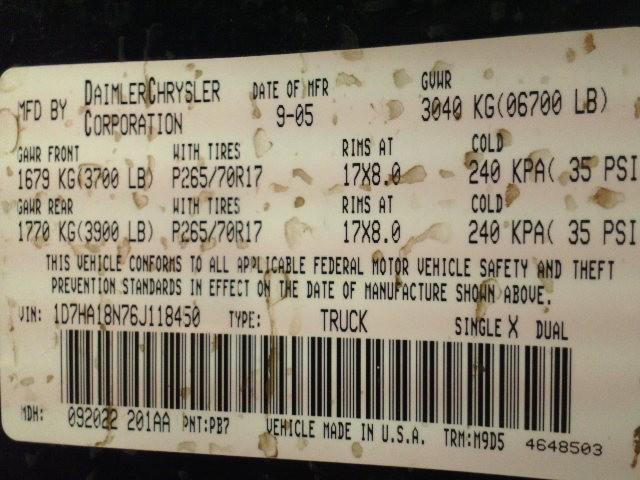 MFD BY DAIMLERCHRYSLER CORPORATION DATE OF MFR 9-05 GVWR 3040 KG(06700 LB)
GAWR FRONT WITH TIRES RIMS AT COLD
1679 KG(3700 LB) P265/70R17 17X8.0 240 KPA( 35 PSI
GAWR REAR WITH TIRES RIMS AT COLD
1770 KG(3900 LB) P265/70R17 17X8.0 240 KPA( 35 PSI
THIS VEHICLE CONFORMS TO ALL APPLICABLE FEDERAL MOTOR VEHICLE SAFETY AND THEFT
PREVENTION STANDARDS IN EFFECT ON THE DATE OF MANUFACTURE SHOWN ABOVE.
VIN: 1D7HA18N76J118450 TYPE: TRUCK SINGLE X DUAL
MDH: 092022 201AA PNT:PB7 VEHICLE MADE IN U.S.A. TRM:M9D5 4648503